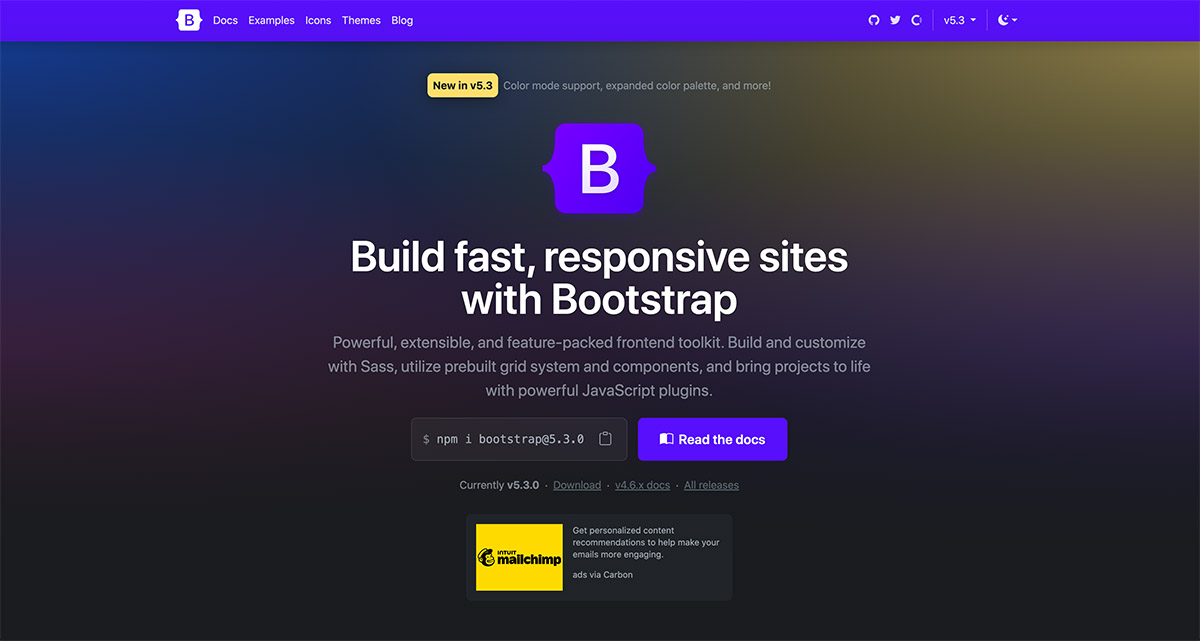 B Docs Examples Icons Themes Blog v5.3
New in v5.3 Color mode support, expanded color palette, and more!
B
Build fast, responsive sites
with Bootstrap
Powerful, extensible, and feature-packed frontend toolkit. Build and customize
with Sass, utilize prebuilt grid system and components, and bring projects to life
with powerful JavaScript plugins.
$ npm i bootstrap@5.3.0 Read the docs
Currently v5.3.0 · Download · v4.6.x docs · All releases
INTUIT
mailchimp
Get personalized content
recommendations to help make your
emails more engaging.
ads via Carbon